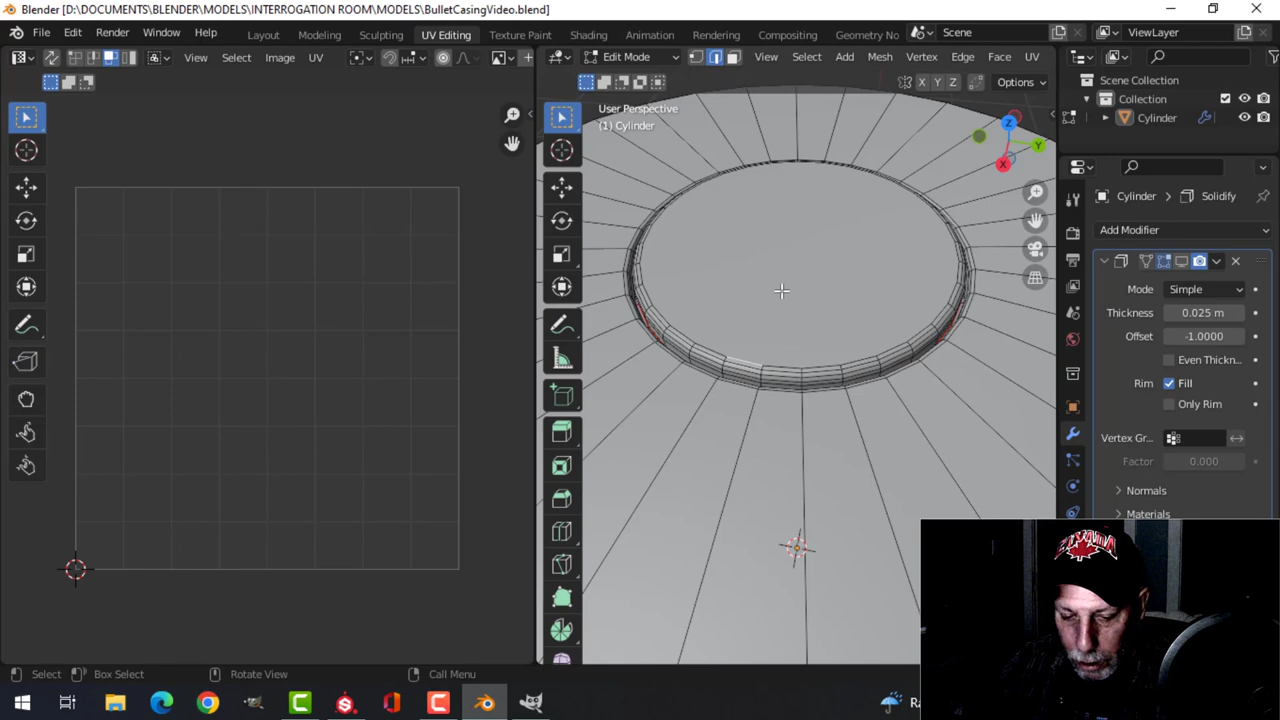 Blender [D:\DOCUMENTS\BLENDER\MODELS\INTERROGATION ROOM\MODELS\BulletCasingVideo.blend]
File Edit Render Window Help Layout Modeling Sculpting UV Editing Texture Paint Shading Animation Rendering Compositing Geometry No Scene ViewLayer
View Select Image Edit Mode View Select Add Mesh Vertex Edge Face UV
X Y Z Options
Scene Collection
Collection
Cylinder
User Perspective
(1) Cylinder
Z
Y
X
Cylinder > Solidify
Add Modifier
Mode Simple
Thickness 0.025 m
Offset -1.0000
Even Thickn...
Rim Fill
Only Rim
Vertex Gr...
Factor 0.000
Normals
Materials
CANADA
Select Box Select Rotate View Call Menu
Ra